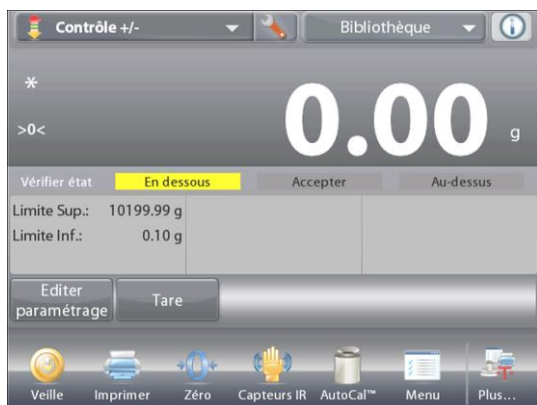 Contrôle +/- Bibliothèque
*
>0< 0.00 g
Vérifier état En dessous Accepter Au-dessus
Limite Sup.: 10199.99 g
Limite Inf.: 0.10 g
Editer
paramétrage
Tare
Veille Imprimer Zéro Capteurs IR AutoCal™ Menu Plus...